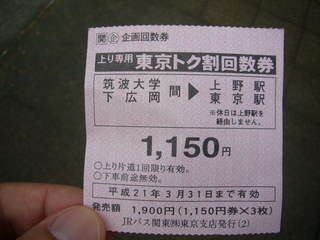 関 企 企画回数券
上り専用 東京トク割回数券
筑波大学 下広岡 間 ▶ 上野駅 東京駅
※休日は上野駅を
経由しません。
1,150円
○上り片道1回限り有効。
○下車前途無効。
平成21年3月31日まで有効
発売額 1,900円(1,150円券×3枚)
JRバス関東㈱東京支店発行(2)